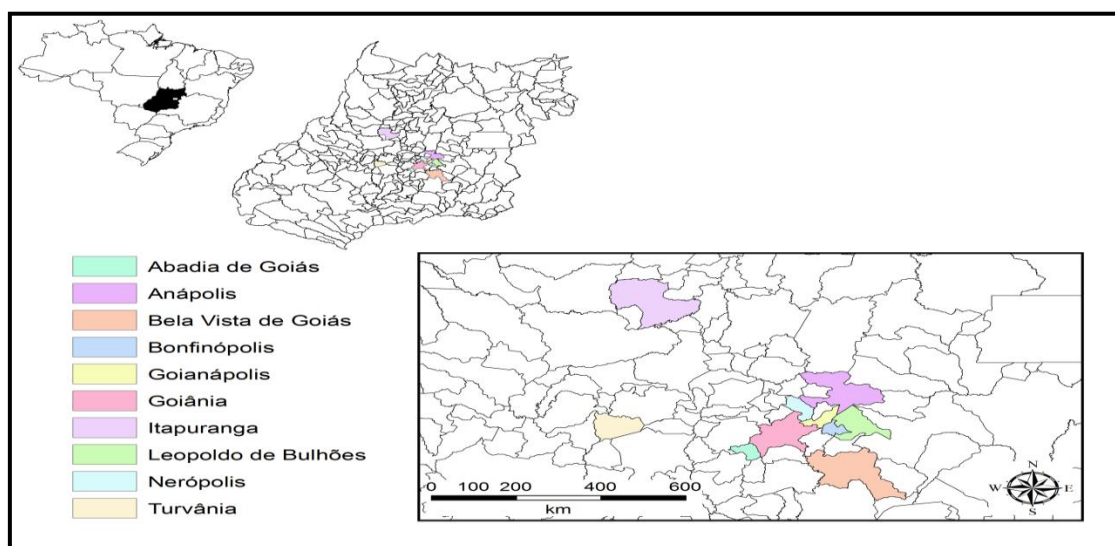 Abadia de Goiás
Anápolis
Bela Vista de Goiás
Bonfinópolis
Goianápolis
Goiânia
Itapuranga
Leopoldo de Bulhões
Nerópolis
Turvânia
0 100 200 400 600
km
N
W E
S